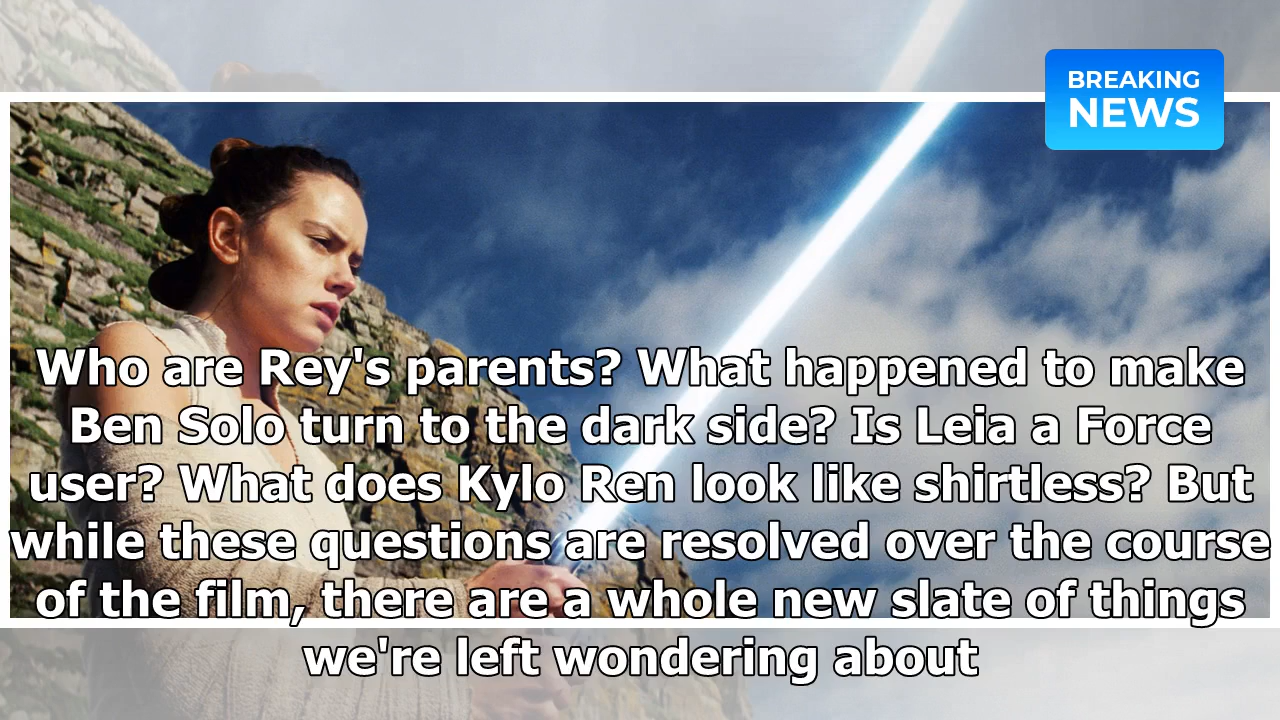 BREAKING
NEWS
Who are Rey's parents? What happened to make
Ben Solo turn to the dark side? Is Leia a Force
user? What does Kylo Ren look like shirtless? But
while these questions are resolved over the course
of the film, there are a whole new slate of things
we're left wondering about